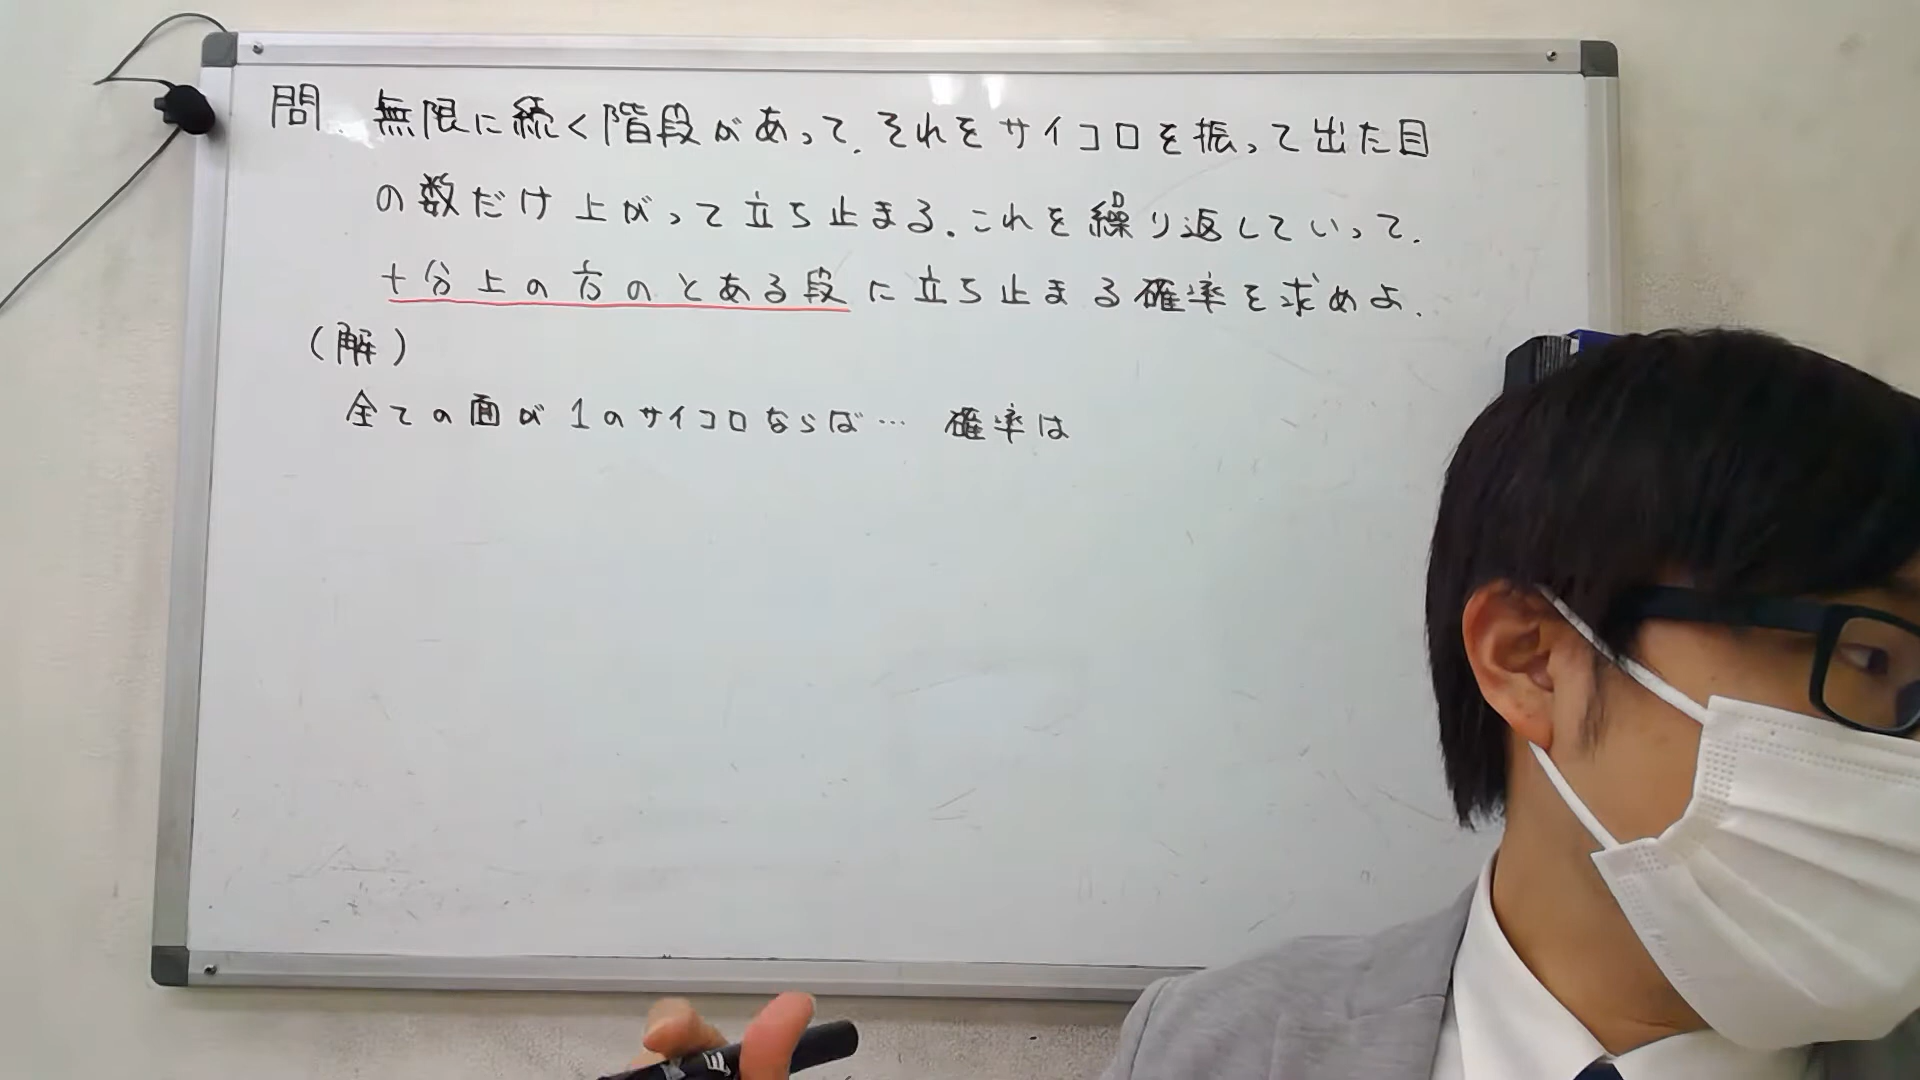 問. 無限に続く階段があって. それをサイコロを振って出た目
の数だけ上がって立ち止まる. これを繰り返していって.
十分上の方のとある段に立ち止まる確率を求めよ.
(解)
全ての面が1のサイコロならば… 確率は